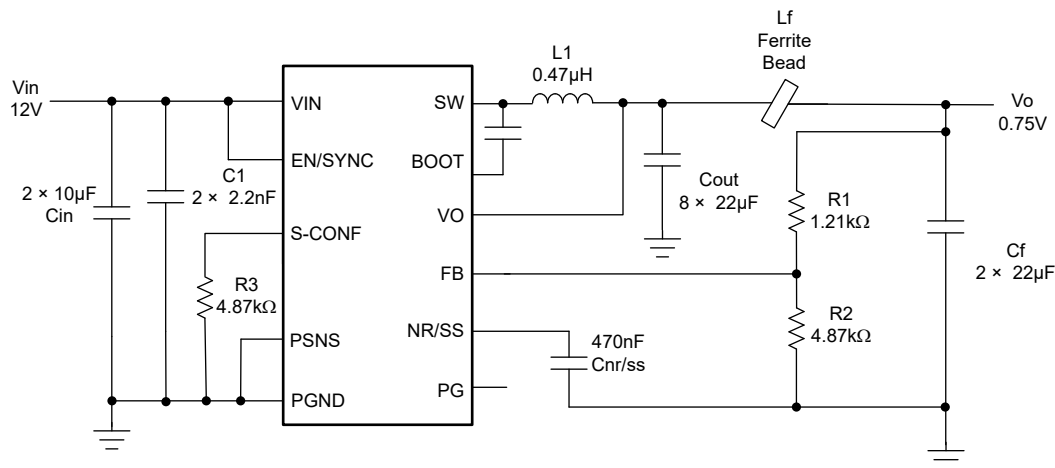 Vin
12V
2 × 10µF
Cin
C1
2 × 2.2nF
R3
4.87kΩ
VIN
EN/SYNC
S-CONF
PSNS
PGND
SW
BOOT
VO
FB
NR/SS
PG
L1
0.47µH
Cout
8 × 22µF
470nF
Cnr/ss
Lf
Ferrite
Bead
R1
1.21kΩ
R2
4.87kΩ
Vo
0.75V
Cf
2 × 22µF